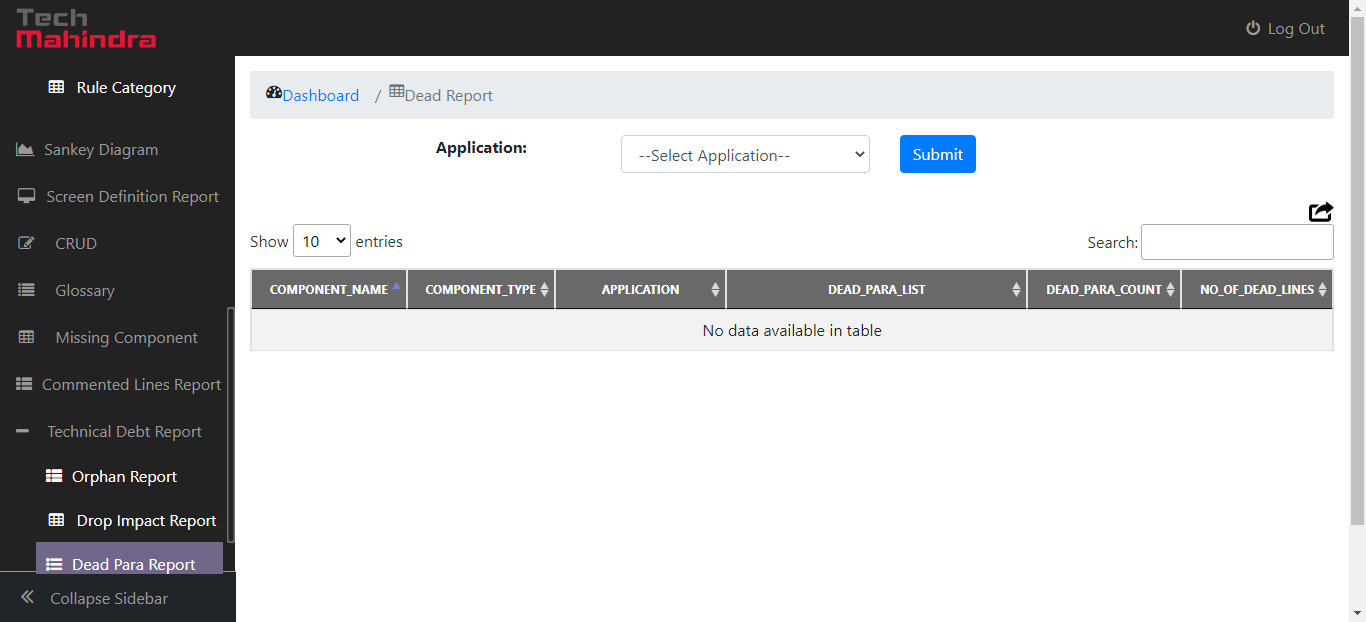 Tech
Mahindra
Log Out
Rule Category
Sankey Diagram
Screen Definition Report
CRUD
Glossary
Missing Component
Commented Lines Report
Technical Debt Report
Orphan Report
Drop Impact Report
Dead Para Report
Collapse Sidebar
Dashboard / Dead Report
Application: --Select Application-- Submit
Show 10 entries Search:
COMPONENT_NAME COMPONENT_TYPE APPLICATION DEAD_PARA_LIST DEAD_PARA_COUNT NO_OF_DEAD_LINES
No data available in table